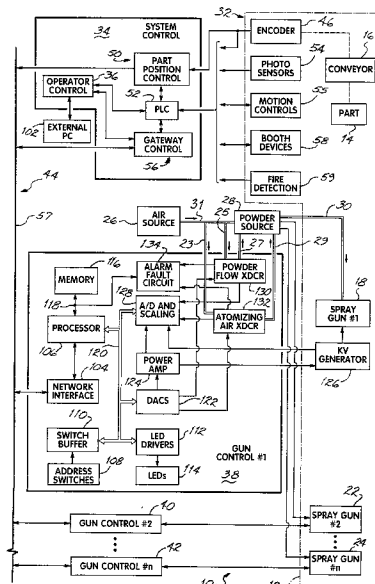 SYSTEM
CONTROL
34
32
50
PART
POSITION
CONTROL
36
OPERATOR
CONTROL
52
PLC
102
EXTERNAL
PC
GATEWAY
CONTROL
56
44
57
ENCODER
46
16
PHOTO
SENSORS
54
CONVEYOR
MOTION
CONTROLS
55
PART
14
BOOTH
DEVICES
58
FIRE
DETECTION
59
26
AIR
SOURCE
31
28
POWDER
SOURCE
30
25
23
27
29
134
116
MEMORY
ALARM
FAULT
CIRCUIT
POWDER
FLOW XDCR
130
118
128
A/D AND
SCALING
132
ATOMIZING
AIR XDCR
18
SPRAY
GUN #1
PROCESSOR
106
120
POWER
AMP
124
KV
GENERATOR
126
104
NETWORK
INTERFACE
DACS
122
110
SWITCH
BUFFER
LED
DRIVERS
112
GUN
CONTROL #1
38
108
ADDRESS
SWITCHES
LEDs
114
40
GUN CONTROL #2
22
SPRAY GUN
#2
42
GUN CONTROL #n
24
SPRAY GUN
#n
10